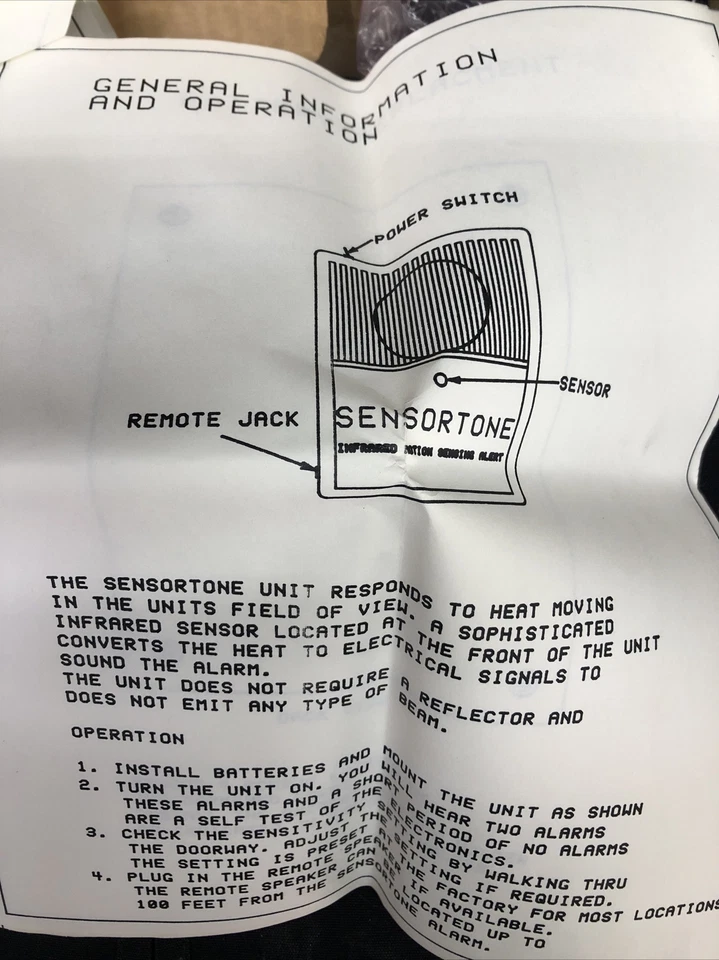 GENERAL INFORMATION
AND OPERATION
POWER SWITCH
SENSOR
REMOTE JACK
SENSORTONE
INFRARED MOTION SENSING ALERT
THE SENSORTONE UNIT RESPONDS TO HEAT MOVING
IN THE UNITS FIELD OF VIEW. A SOPHISTICATED
INFRARED SENSOR LOCATED AT THE FRONT OF THE UNIT
CONVERTS THE HEAT TO ELECTRICAL SIGNALS TO
SOUND THE ALARM.
THE UNIT DOES NOT REQUIRE A REFLECTOR AND
DOES NOT EMIT ANY TYPE OF BEAM.
OPERATION
1. INSTALL BATTERIES AND MOUNT THE UNIT AS SHOWN
2. TURN THE UNIT ON. YOU WILL HEAR TWO ALARMS
THESE ALARMS AND A SHORT PERIOD OF NO ALARMS
ARE A SELF TEST OF THE ELECTRONICS.
3. CHECK THE SENSITIVITY SETTING BY WALKING THRU
THE DOORWAY. ADJUST THE SETTING IF REQUIRED.
THE SETTING IS PRESET AT THE FACTORY FOR MOST LOCATIONS
4. PLUG IN THE REMOTE SPEAKER IF AVAILABLE.
THE REMOTE SPEAKER CAN BE LOCATED UP TO
100 FEET FROM THE SENSORTONE ALARM.